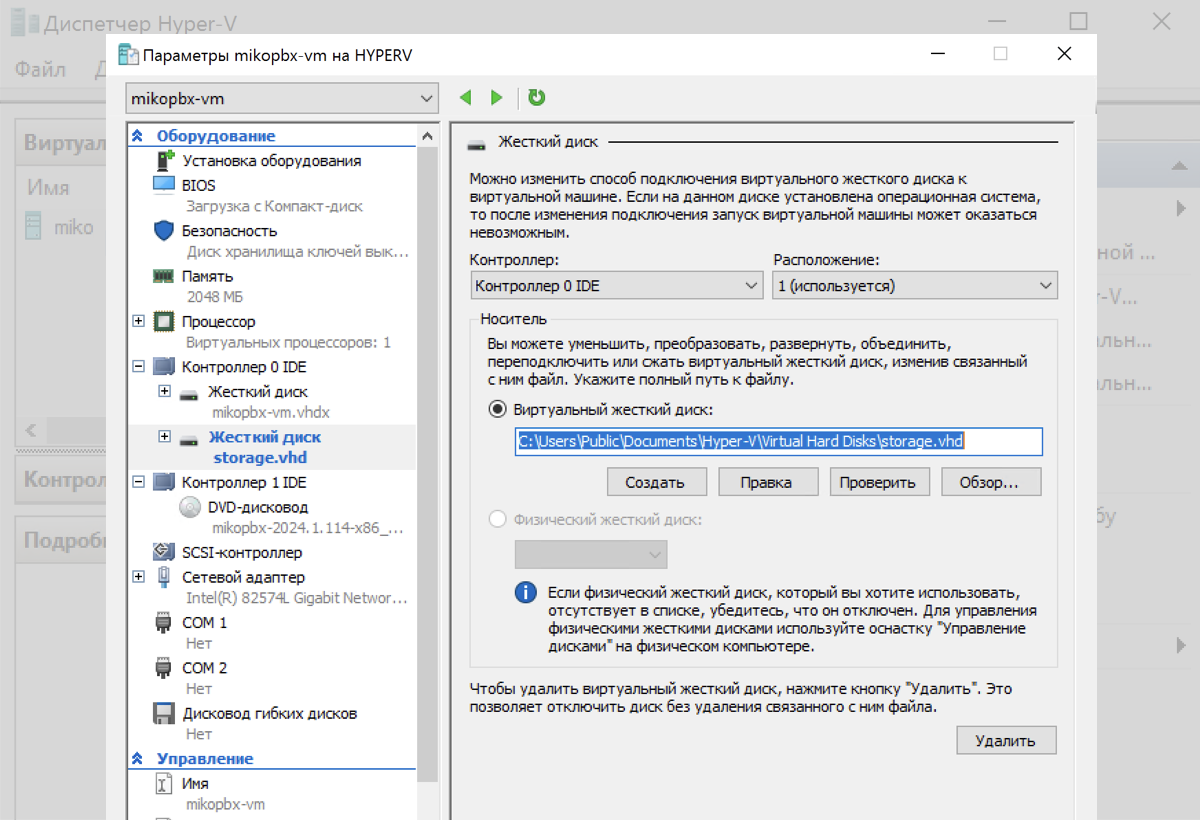 Диспетчер Hyper-V
Файл
Виртуал
Имя
miko
Контрол
Подроб
ной ...
r-V...
альн...
альн...
бу
Параметры mikopbx-vm на HYPERV
mikopbx-vm
Оборудование
Установка оборудования
BIOS
Загрузка с Компакт-диск
Безопасность
Диск хранилища ключей вык...
Память
2048 МБ
Процессор
Виртуальных процессоров: 1
Контроллер 0 IDE
Жесткий диск
mikopbx-vm.vhdx
Жесткий диск
storage.vhd
Контроллер 1 IDE
DVD-дисковод
mikopbx-2024.1.114-x86_...
SCSI-контроллер
Сетевой адаптер
Intel(R) 82574L Gigabit Networ...
COM 1
Нет
COM 2
Нет
Дисковод гибких дисков
Нет
Управление
Имя
mikopbx-vm
Жесткий диск
Можно изменить способ подключения виртуального жесткого диска к
виртуальной машине. Если на данном диске установлена операционная система,
то после изменения подключения запуск виртуальной машины может оказаться
невозможным.
Контроллер: Расположение:
Контроллер 0 IDE 1 (используется)
Носитель
Вы можете уменьшить, преобразовать, развернуть, объединить,
переподключить или сжать виртуальный жесткий диск, изменив связанный
с ним файл. Укажите полный путь к файлу.
Виртуальный жесткий диск:
C:\Users\Public\Documents\Hyper-V\Virtual Hard Disks\storage.vhd
Создать Правка Проверить Обзор...
Физический жесткий диск:
Если физический жесткий диск, который вы хотите использовать,
отсутствует в списке, убедитесь, что он отключен. Для управления
физическими жесткими дисками используйте оснастку "Управление
дисками" на физическом компьютере.
Чтобы удалить виртуальный жесткий диск, нажмите кнопку "Удалить". Это
позволяет отключить диск без удаления связанного с ним файла.
Удалить